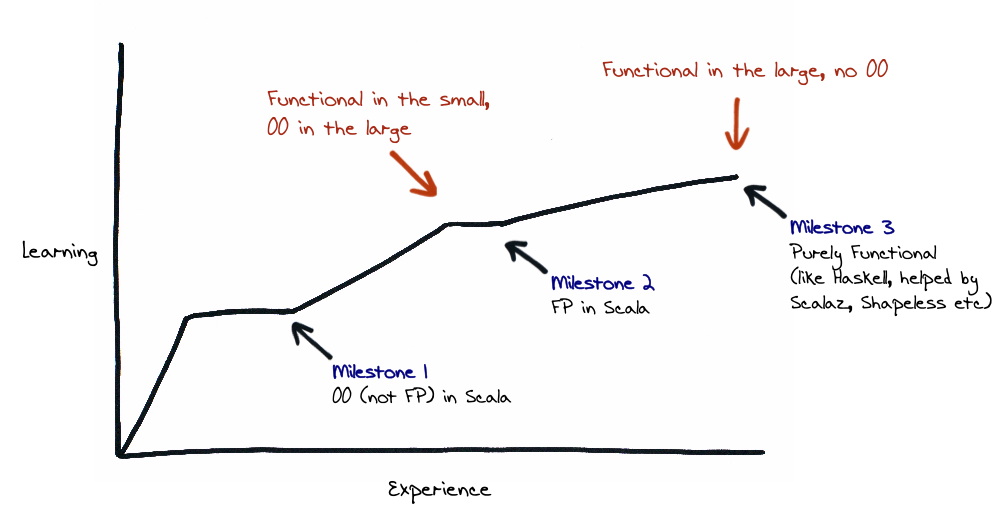 Functional in the large, no OO
Functional in the small,
OO in the large
Learning
Milestone 3
Purely Functional
(like Haskell, helped by
Scalaz, Shapeless etc)
Milestone 2
FP in Scala
Milestone 1
OO (not FP) in Scala
Experience